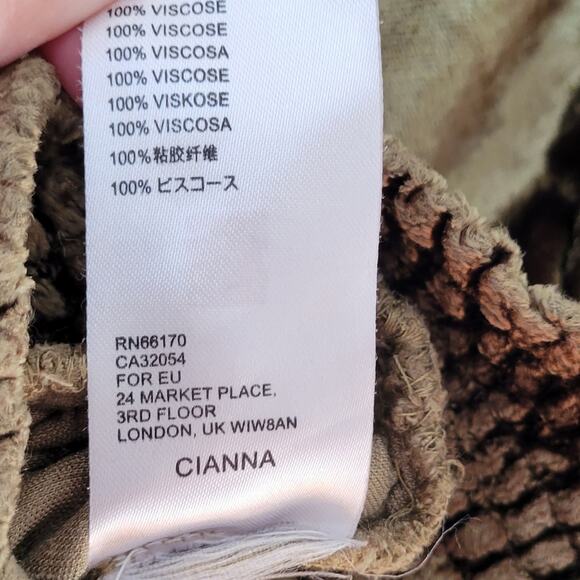 100% VISCOSE
100% VISCOSE
100% VISCOSA
100% VISCOSE
100% VISKOSE
100% VISCOSA
100%粘胶纤维
100% ビスコース
RN66170
CA32054
FOR EU
24 MARKET PLACE,
3RD FLOOR
LONDON, UK WIW8AN
CIANNA